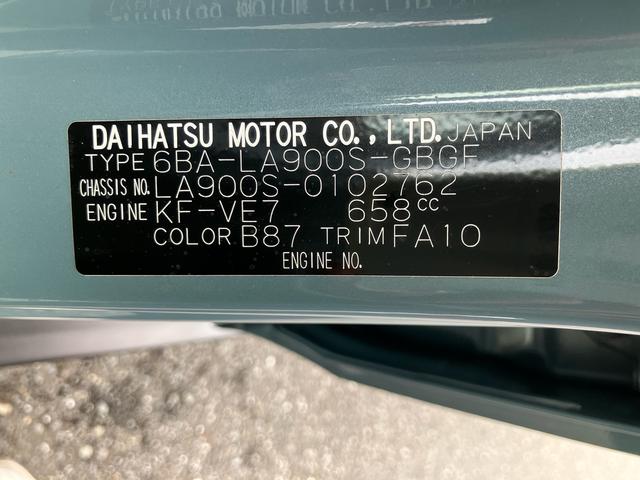 DAIHATSU MOTOR CO., LTD. JAPAN
TYPE 6BA-LA900S-GBGF
CHASSIS NO. LA900S-0102762
ENGINE KF-VE7 658cc
COLOR B87 TRIM FA10
ENGINE NO.